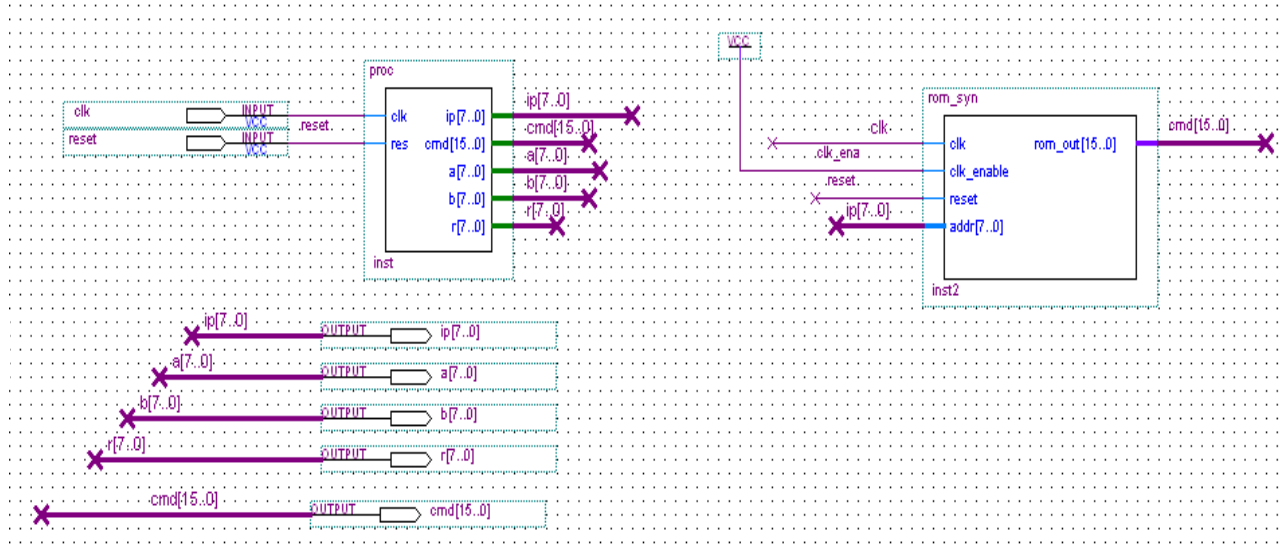 proc
clk INPUT VCC
reset INPUT VCC
.reset.
clk
res
ip[7..0]
cmd[15..0]
a[7..0]
b[7..0]
r[7..0]
ip[7..0]
cmd[15..0]
a[7..0]
b[7..0]
r[7..0]
inst
VCC
rom_syn
clk
clk_ena
reset
ip[7..0]
clk
clk_enable
reset
addr[7..0]
rom_out[15..0]
cmd[15..0]
inst2
ip[7..0] OUTPUT ip[7..0]
a[7..0] OUTPUT a[7..0]
b[7..0] OUTPUT b[7..0]
r[7..0] OUTPUT r[7..0]
cmd[15..0] OUTPUT cmd[15..0]